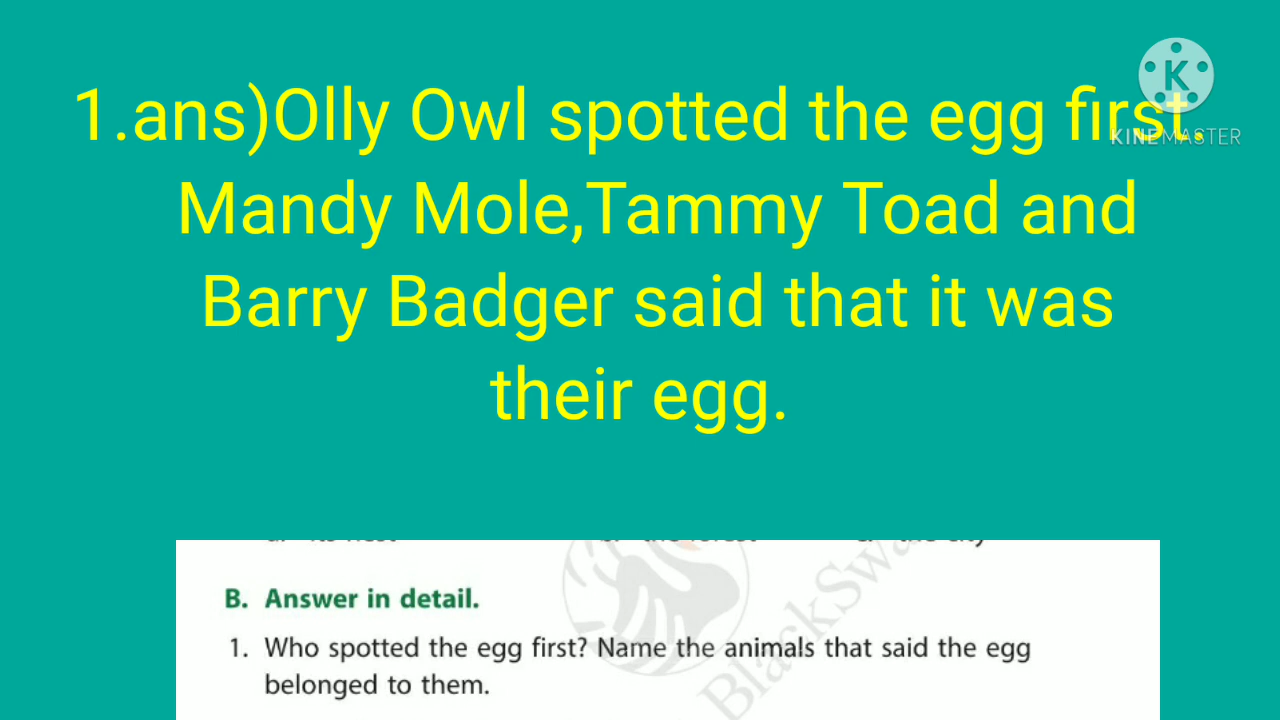 1.ans)Olly Owl spotted the egg first.
K
KINEMASTER
Mandy Mole,Tammy Toad and
Barry Badger said that it was
their egg.
B. Answer in detail.
1. Who spotted the egg first? Name the animals that said the egg
belonged to them.